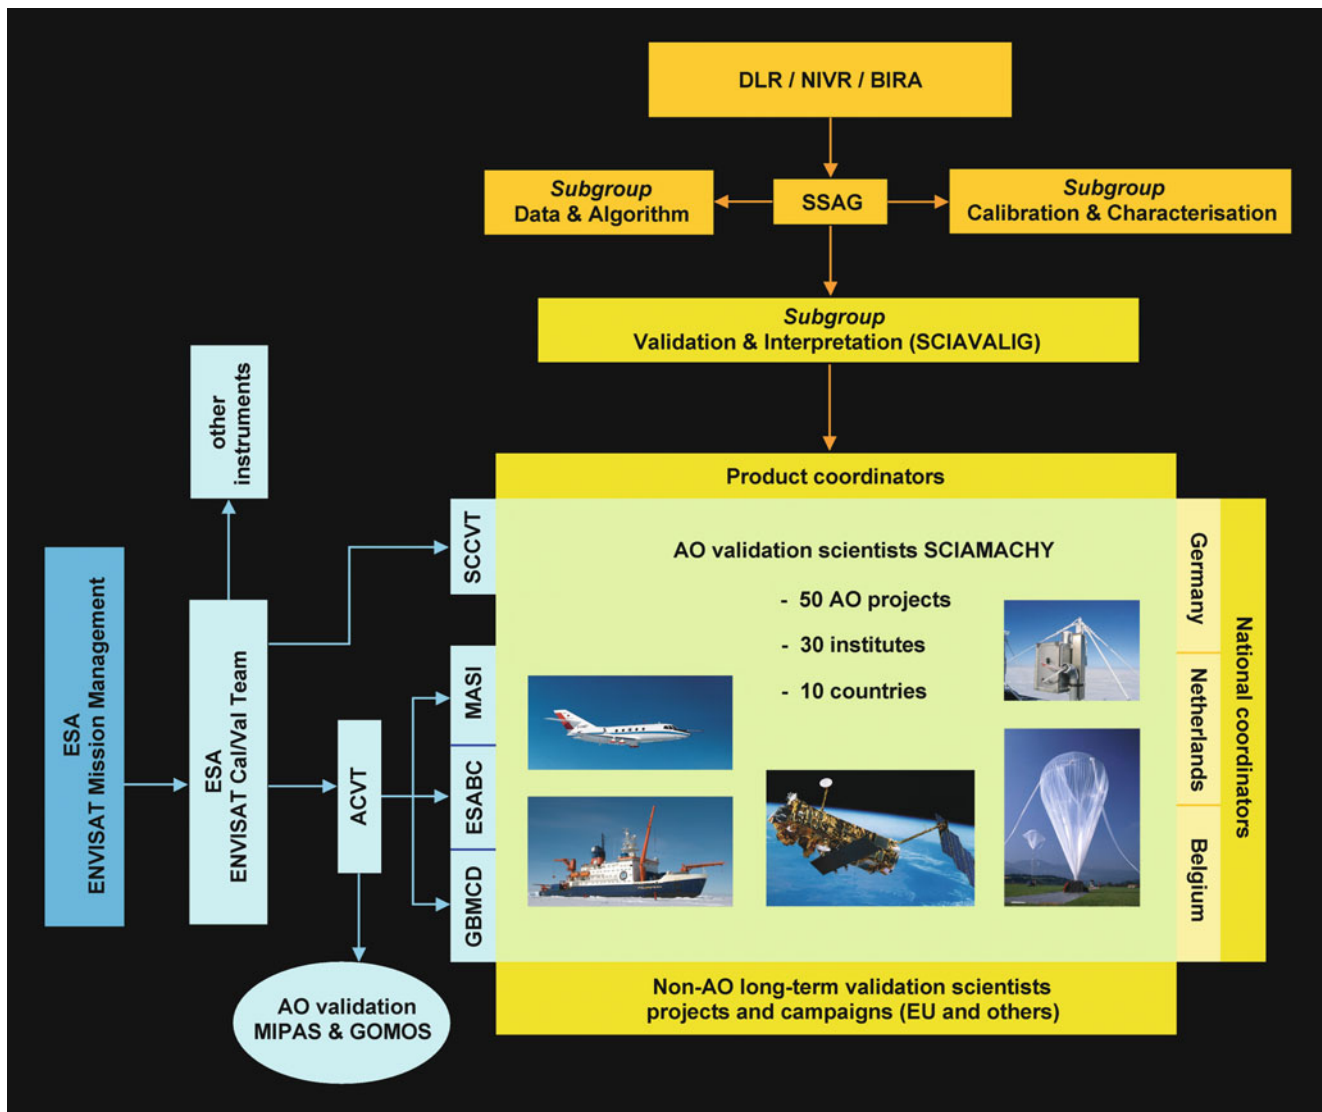 DLR / NIVR / BIRA
Subgroup
Data & Algorithm
SSAG
Subgroup
Calibration & Characterisation
Subgroup
Validation & Interpretation (SCIAVALIG)
other
instruments
ESA
ENVISAT Mission Management
ESA
ENVISAT Cal/Val Team
ACVT
AO validation
MIPAS & GOMOS
SCCVT
MASI
ESABC
GBMCD
Product coordinators
AO validation scientists SCIAMACHY
- 50 AO projects
- 30 institutes
- 10 countries
Germany
Netherlands
Belgium
National coordinators
Non-AO long-term validation scientists
projects and campaigns (EU and others)